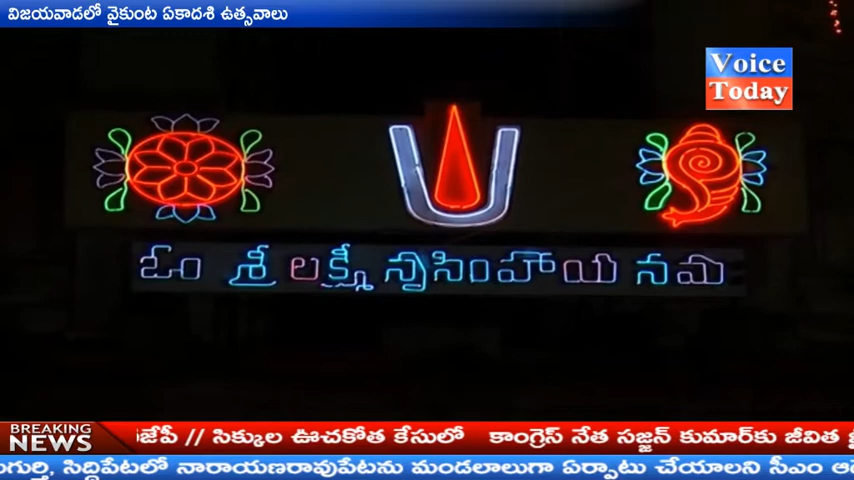 విజయవాడలో వైకుంట ఏకాదశి ఉత్సవాలు
Voice
Today
ఓం శ్రీ లక్ష్మీ నృసింహాయ నమ
BREAKING
NEWS
బీజేపీ // సిక్కుల ఊచకోత కేసులో కాంగ్రెస్ నేత సజ్జన్ కుమార్‌కు జీవిత
సిద్దిపేటలో నారాయణరావుపేటను మండలాలుగా ఏర్పాటు చేయాలని సీఎం